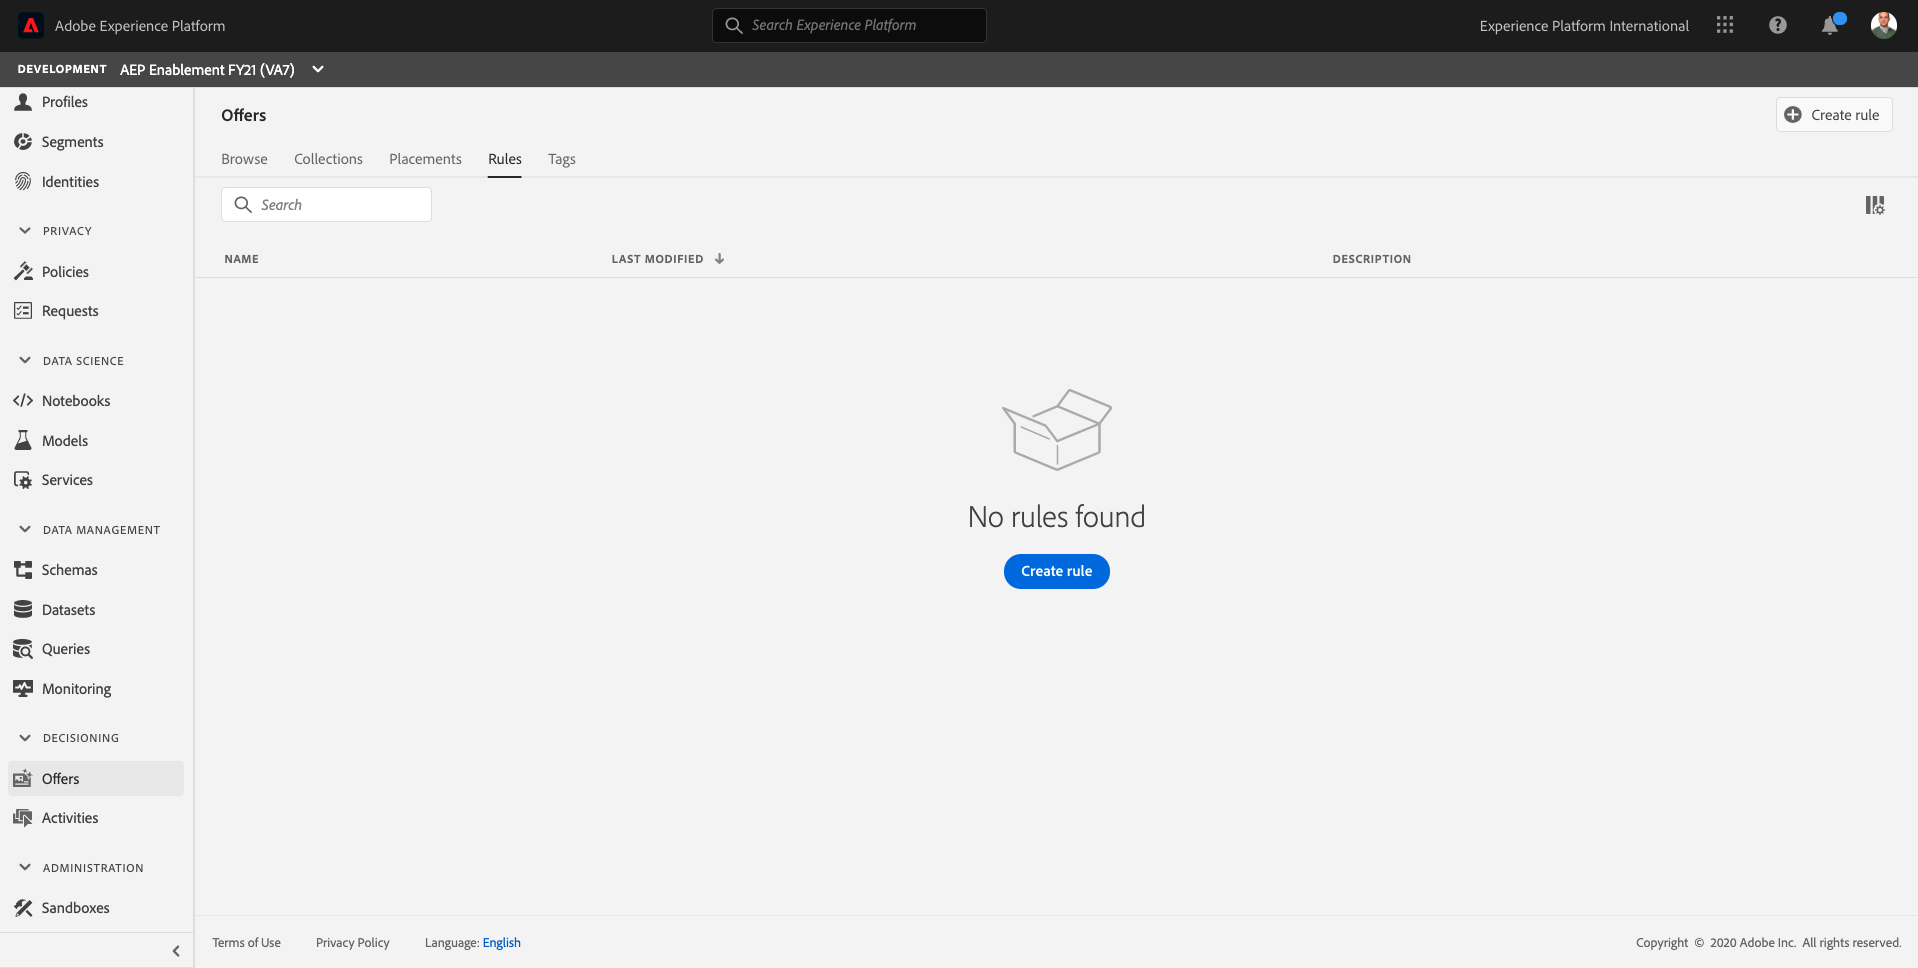 Adobe Experience Platform
Search Experience Platform
Experience Platform International
DEVELOPMENT AEP Enablement FY21 (VA7)
Profiles
Segments
Identities
PRIVACY
Policies
Requests
DATA SCIENCE
Notebooks
Models
Services
DATA MANAGEMENT
Schemas
Datasets
Queries
Monitoring
DECISIONING
Offers
Activities
ADMINISTRATION
Sandboxes
Offers
Create rule
Browse Collections Placements Rules Tags
Search
NAME LAST MODIFIED DESCRIPTION
No rules found
Create rule
Terms of Use Privacy Policy Language: English
Copyright © 2020 Adobe Inc. All rights reserved.